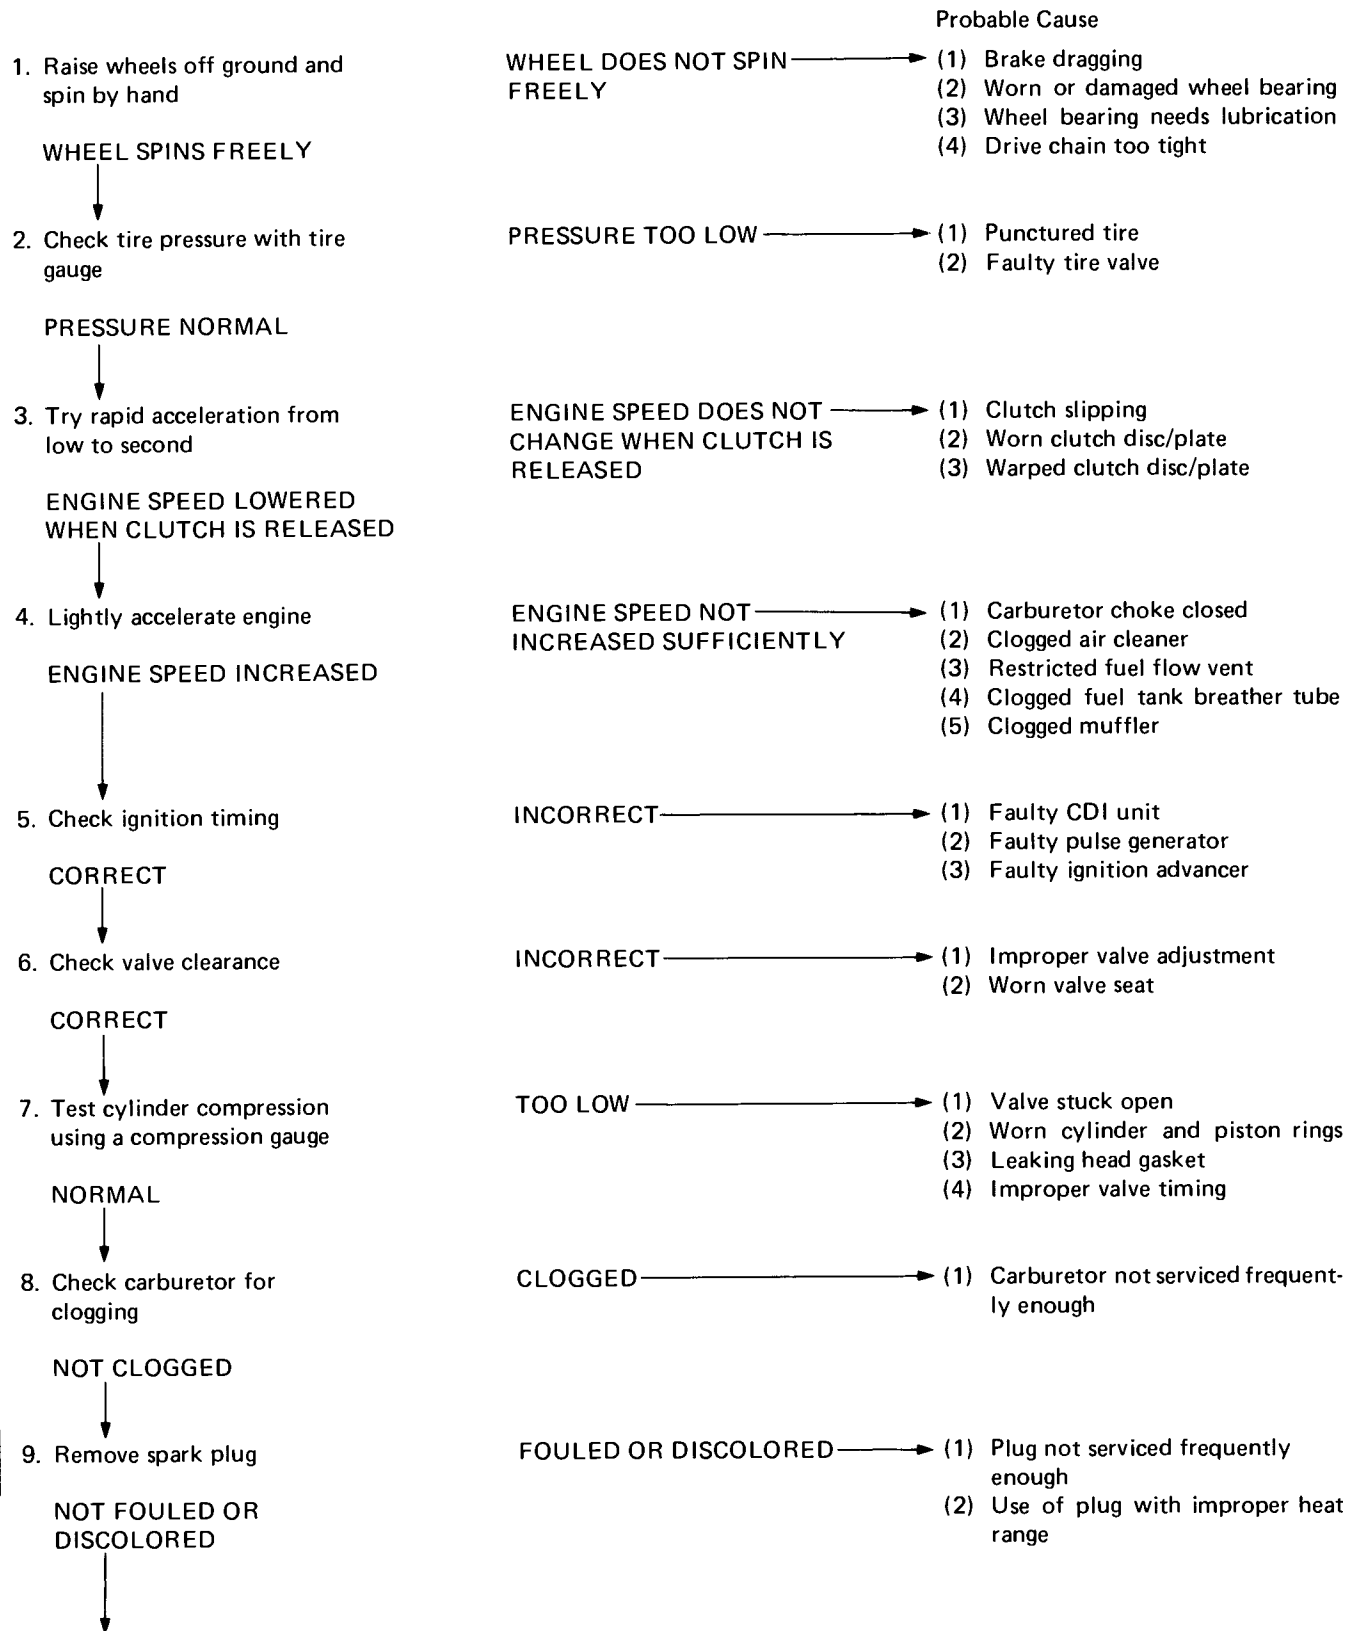 Probable Cause
1. Raise wheels off ground and
spin by hand
WHEEL SPINS FREELY
WHEEL DOES NOT SPIN
FREELY
(1) Brake dragging
(2) Worn or damaged wheel bearing
(3) Wheel bearing needs lubrication
(4) Drive chain too tight
2. Check tire pressure with tire
gauge
PRESSURE NORMAL
PRESSURE TOO LOW
(1) Punctured tire
(2) Faulty tire valve
3. Try rapid acceleration from
low to second
ENGINE SPEED LOWERED
WHEN CLUTCH IS RELEASED
ENGINE SPEED DOES NOT
CHANGE WHEN CLUTCH IS
RELEASED
(1) Clutch slipping
(2) Worn clutch disc/plate
(3) Warped clutch disc/plate
4. Lightly accelerate engine
ENGINE SPEED INCREASED
ENGINE SPEED NOT
INCREASED SUFFICIENTLY
(1) Carburetor choke closed
(2) Clogged air cleaner
(3) Restricted fuel flow vent
(4) Clogged fuel tank breather tube
(5) Clogged muffler
5. Check ignition timing
CORRECT
INCORRECT
(1) Faulty CDI unit
(2) Faulty pulse generator
(3) Faulty ignition advancer
6. Check valve clearance
CORRECT
INCORRECT
(1) Improper valve adjustment
(2) Worn valve seat
7. Test cylinder compression
using a compression gauge
NORMAL
TOO LOW
(1) Valve stuck open
(2) Worn cylinder and piston rings
(3) Leaking head gasket
(4) Improper valve timing
8. Check carburetor for
clogging
NOT CLOGGED
CLOGGED
(1) Carburetor not serviced frequent-
ly enough
9. Remove spark plug
NOT FOULED OR
DISCOLORED
FOULED OR DISCOLORED
(1) Plug not serviced frequently
enough
(2) Use of plug with improper heat
range